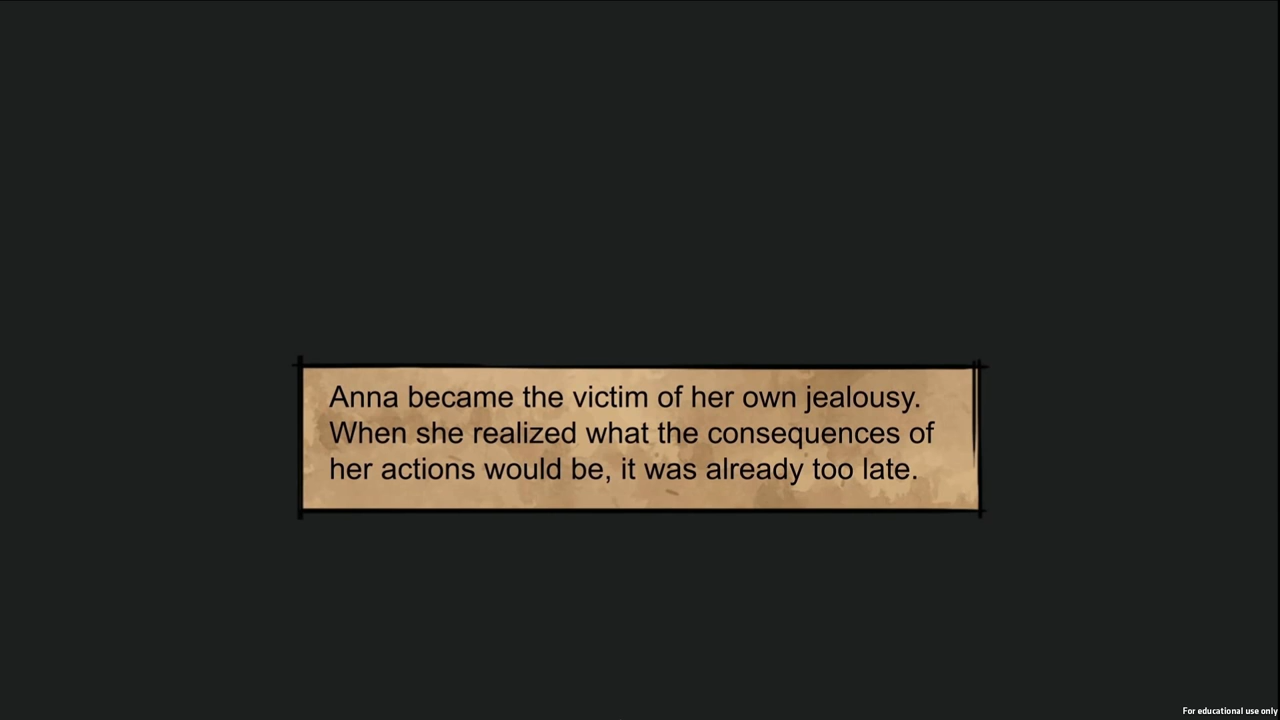 Anna became the victim of her own jealousy.
When she realized what the consequences of
her actions would be, it was already too late.
For educational use only